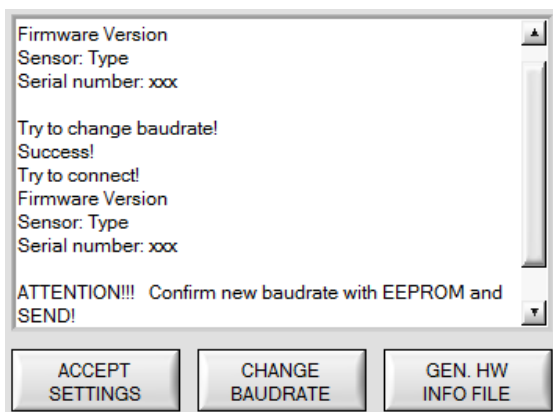 Firmware Version
Sensor: Type
Serial number: xxx
Try to change baudrate!
Success!
Try to connect!
Firmware Version
Sensor: Type
Serial number: xxx
ATTENTION!!!   Confirm new baudrate with EEPROM and
SEND!
ACCEPT
SETTINGS
CHANGE
BAUDRATE
GEN. HW
INFO FILE